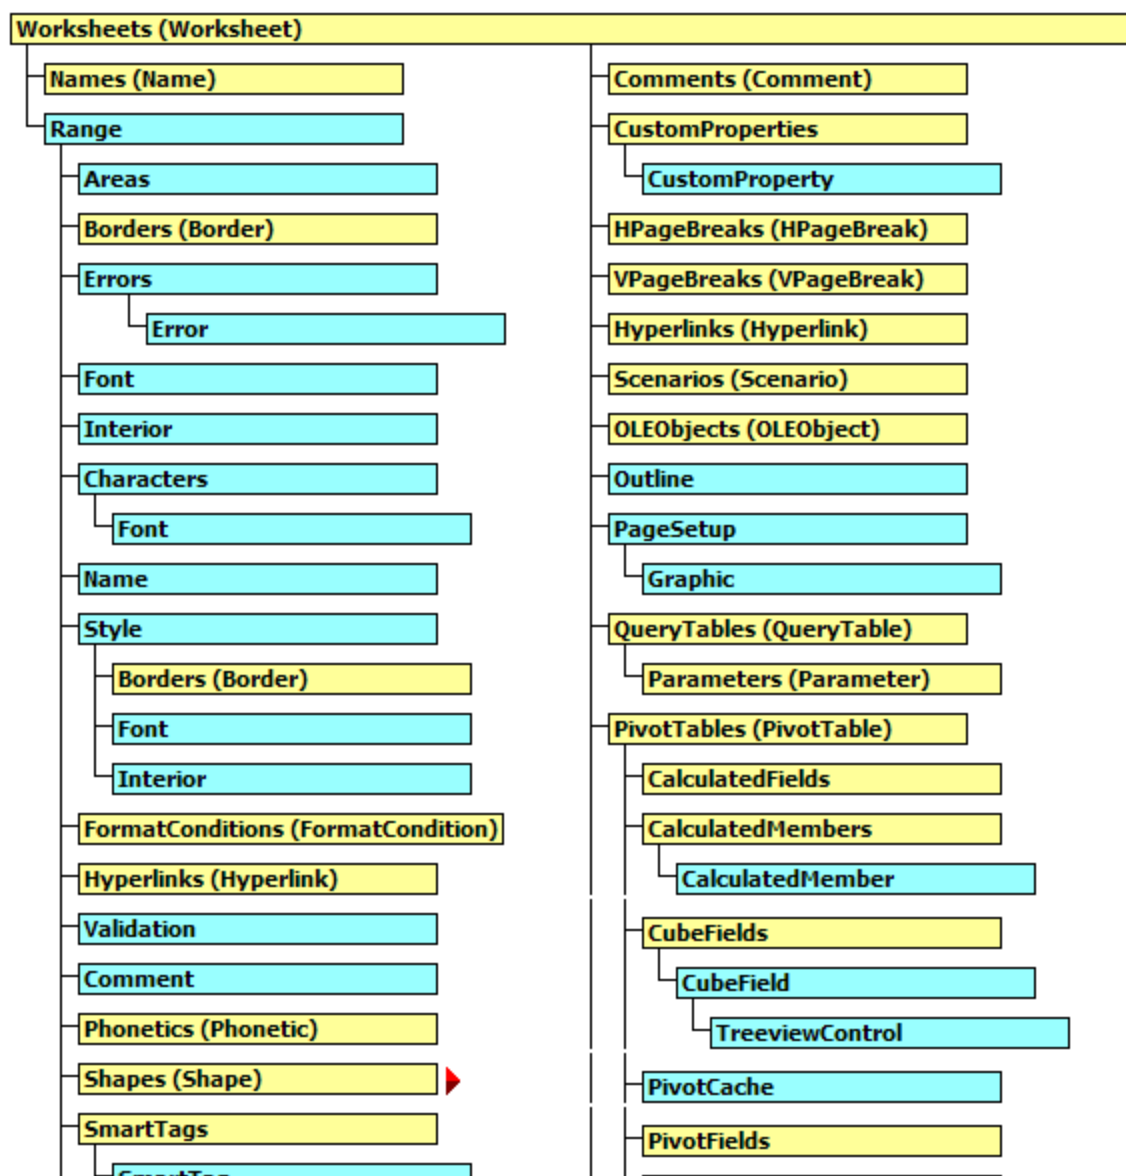 Worksheets (Worksheet)
Names (Name)
Range
Areas
Borders (Border)
Errors
Error
Font
Interior
Characters
Font
Name
Style
Borders (Border)
Font
Interior
FormatConditions (FormatCondition)
Hyperlinks (Hyperlink)
Validation
Comment
Phonetics (Phonetic)
Shapes (Shape)
SmartTags
SmartTag
Comments (Comment)
CustomProperties
CustomProperty
HPageBreaks (HPageBreak)
VPageBreaks (VPageBreak)
Hyperlinks (Hyperlink)
Scenarios (Scenario)
OLEObjects (OLEObject)
Outline
PageSetup
Graphic
QueryTables (QueryTable)
Parameters (Parameter)
PivotTables (PivotTable)
CalculatedFields
CalculatedMembers
CalculatedMember
CubeFields
CubeField
TreeviewControl
PivotCache
PivotFields